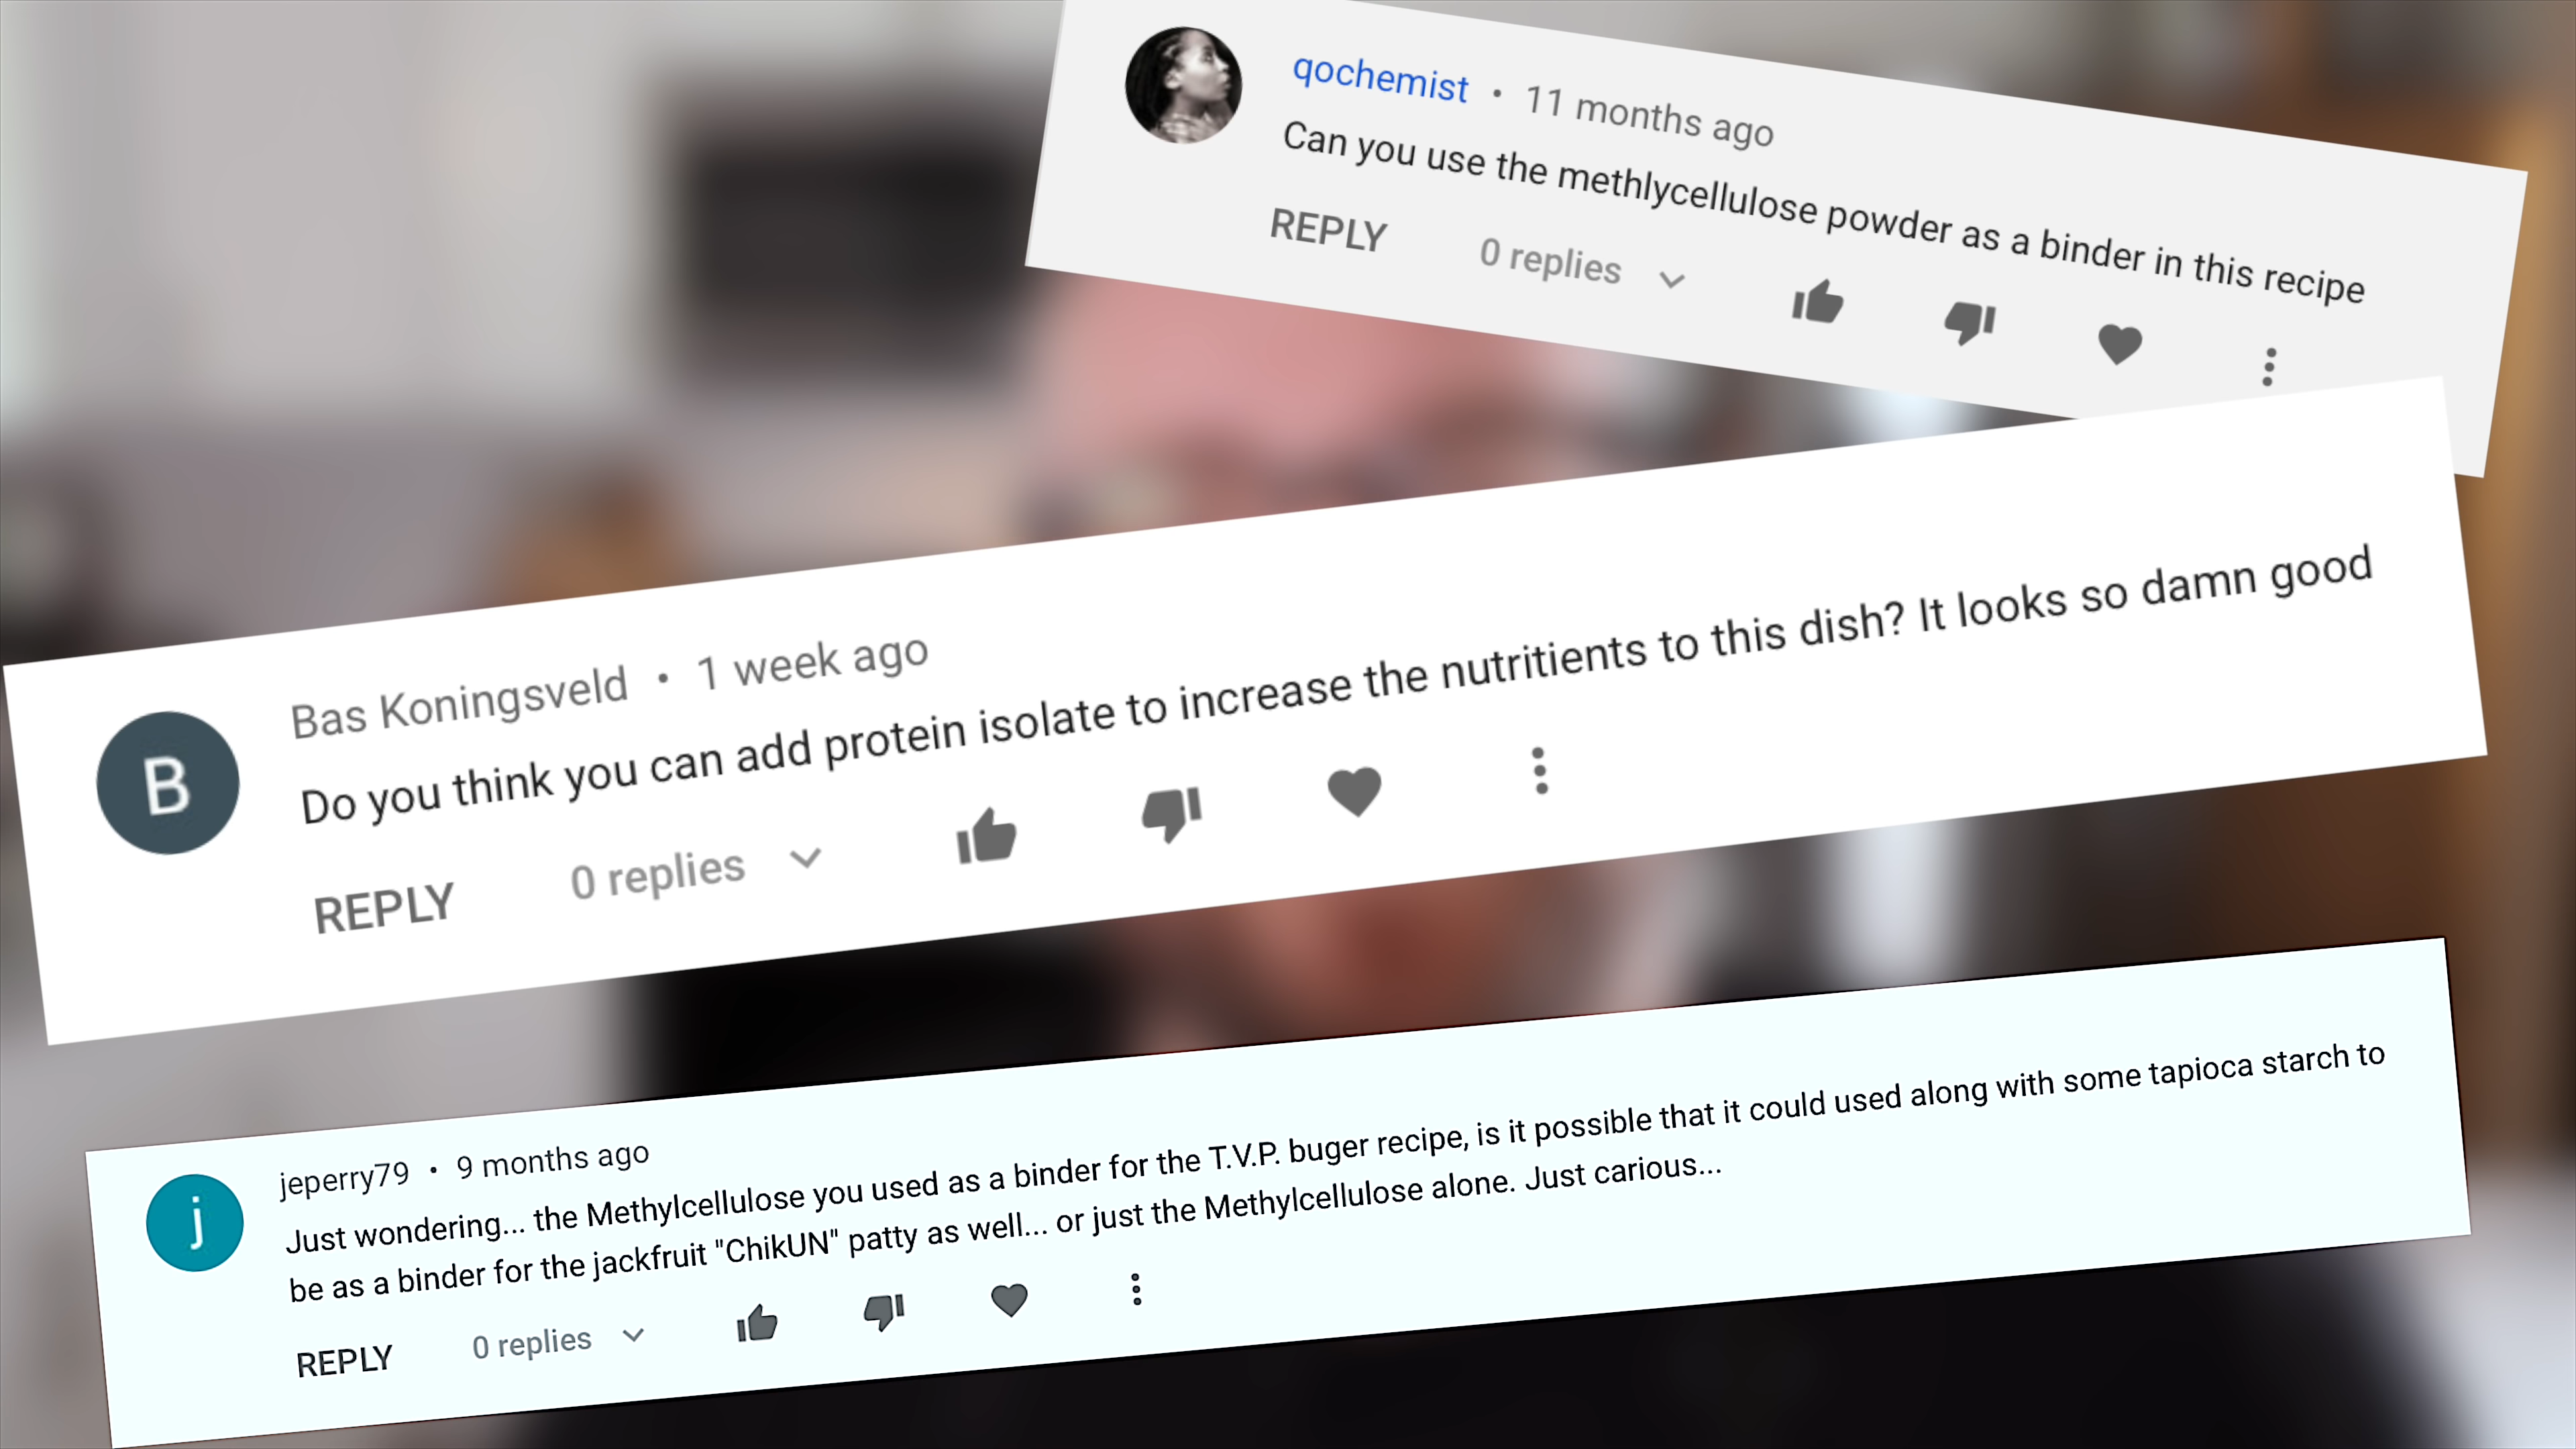 qochemist • 11 months ago
Can you use the methlycellulose powder as a binder in this recipe
REPLY 0 replies
B
Bas Koningsveld • 1 week ago
Do you think you can add protein isolate to increase the nutritients to this dish? It looks so damn good
REPLY 0 replies
j
jeperry79 • 9 months ago
Just wondering... the Methylcellulose you used as a binder for the T.V.P. buger recipe, is it possible that it could used along with some tapioca starch to
be as a binder for the jackfruit "ChikUN" patty as well... or just the Methylcellulose alone. Just carious...
REPLY 0 replies